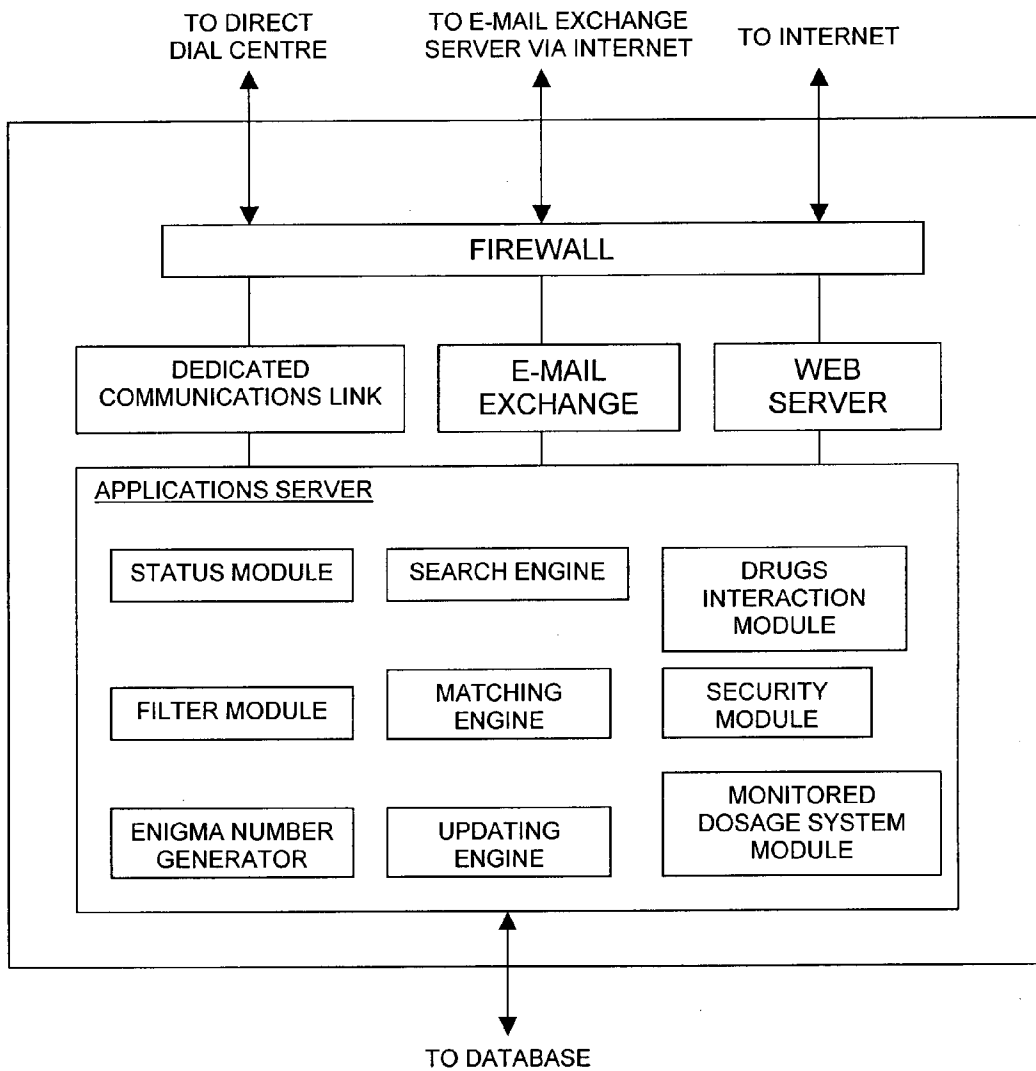 TO DIRECT
DIAL CENTRE
TO E-MAIL EXCHANGE
SERVER VIA INTERNET
TO INTERNET
FIREWALL
DEDICATED
COMMUNICATIONS LINK
E-MAIL
EXCHANGE
WEB
SERVER
APPLICATIONS SERVER
STATUS MODULE
SEARCH ENGINE
DRUGS
INTERACTION
MODULE
FILTER MODULE
MATCHING
ENGINE
SECURITY
MODULE
ENIGMA NUMBER
GENERATOR
UPDATING
ENGINE
MONITORED
DOSAGE SYSTEM
MODULE
TO DATABASE